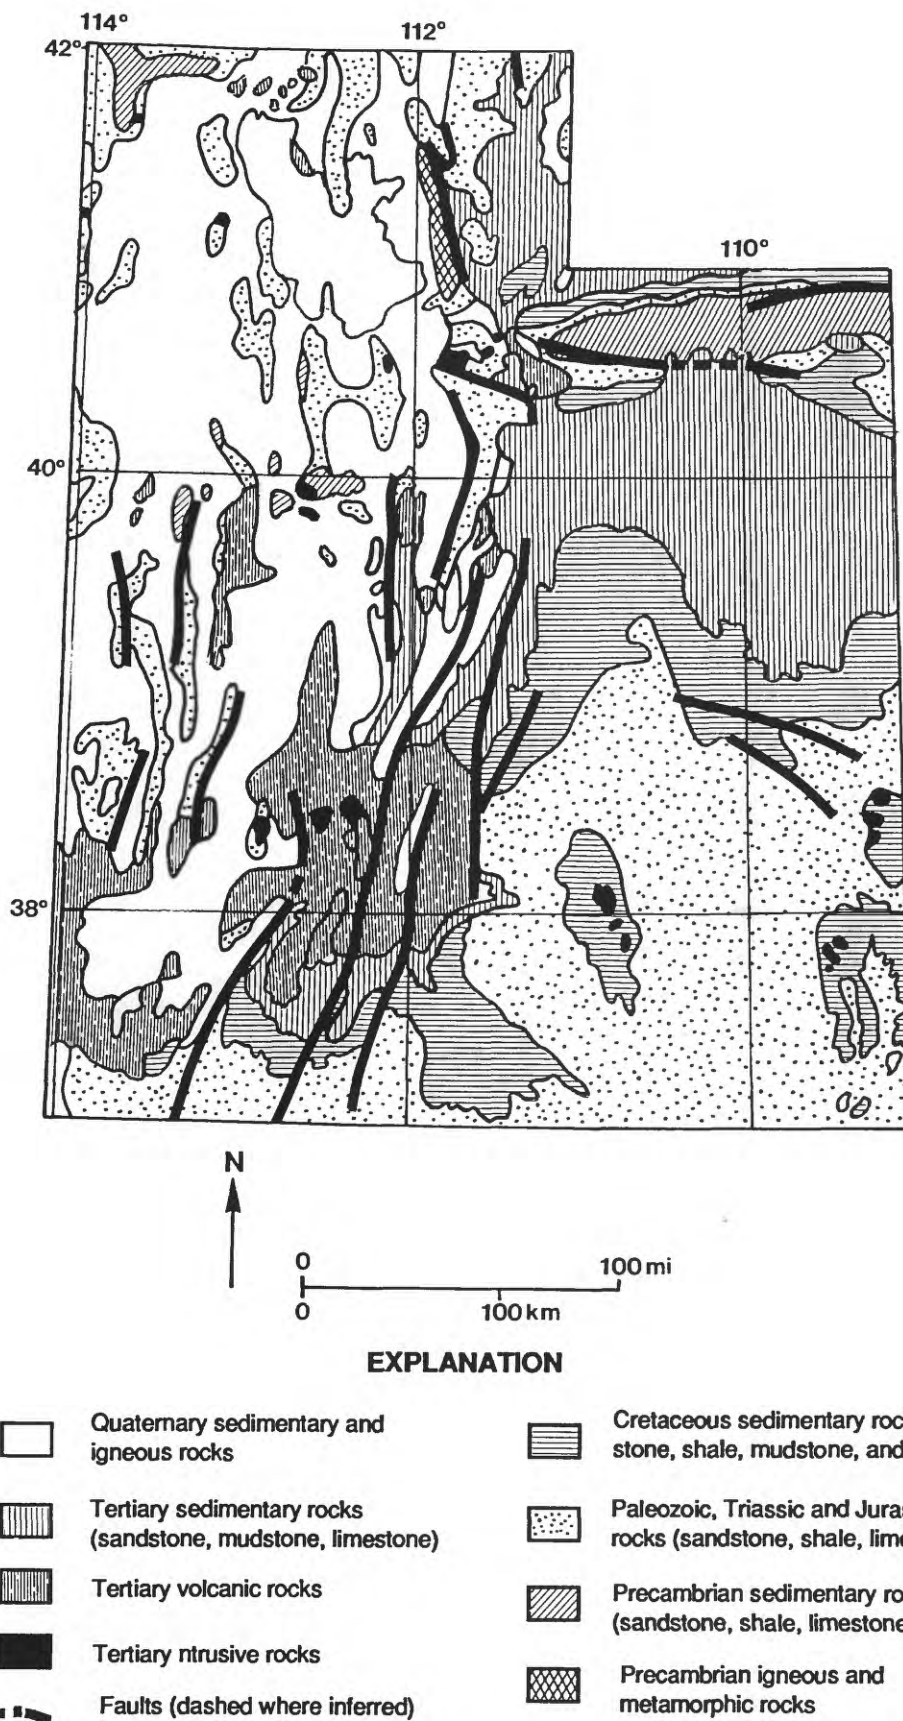 114°
112°
42°
110°
40°
38°
N
0
100 mi
0
100 km
EXPLANATION
Quaternary sedimentary and
igneous rocks
Tertiary sedimentary rocks
(sandstone, mudstone, limestone)
Tertiary volcanic rocks
Tertiary ntrusive rocks
Faults (dashed where inferred)
Cretaceous sedimentary roc
stone, shale, mudstone, and
Paleozoic, Triassic and Juras
rocks (sandstone, shale, lime
Precambrian sedimentary ro
(sandstone, shale, limestone
Precambrian igneous and
metamorphic rocks